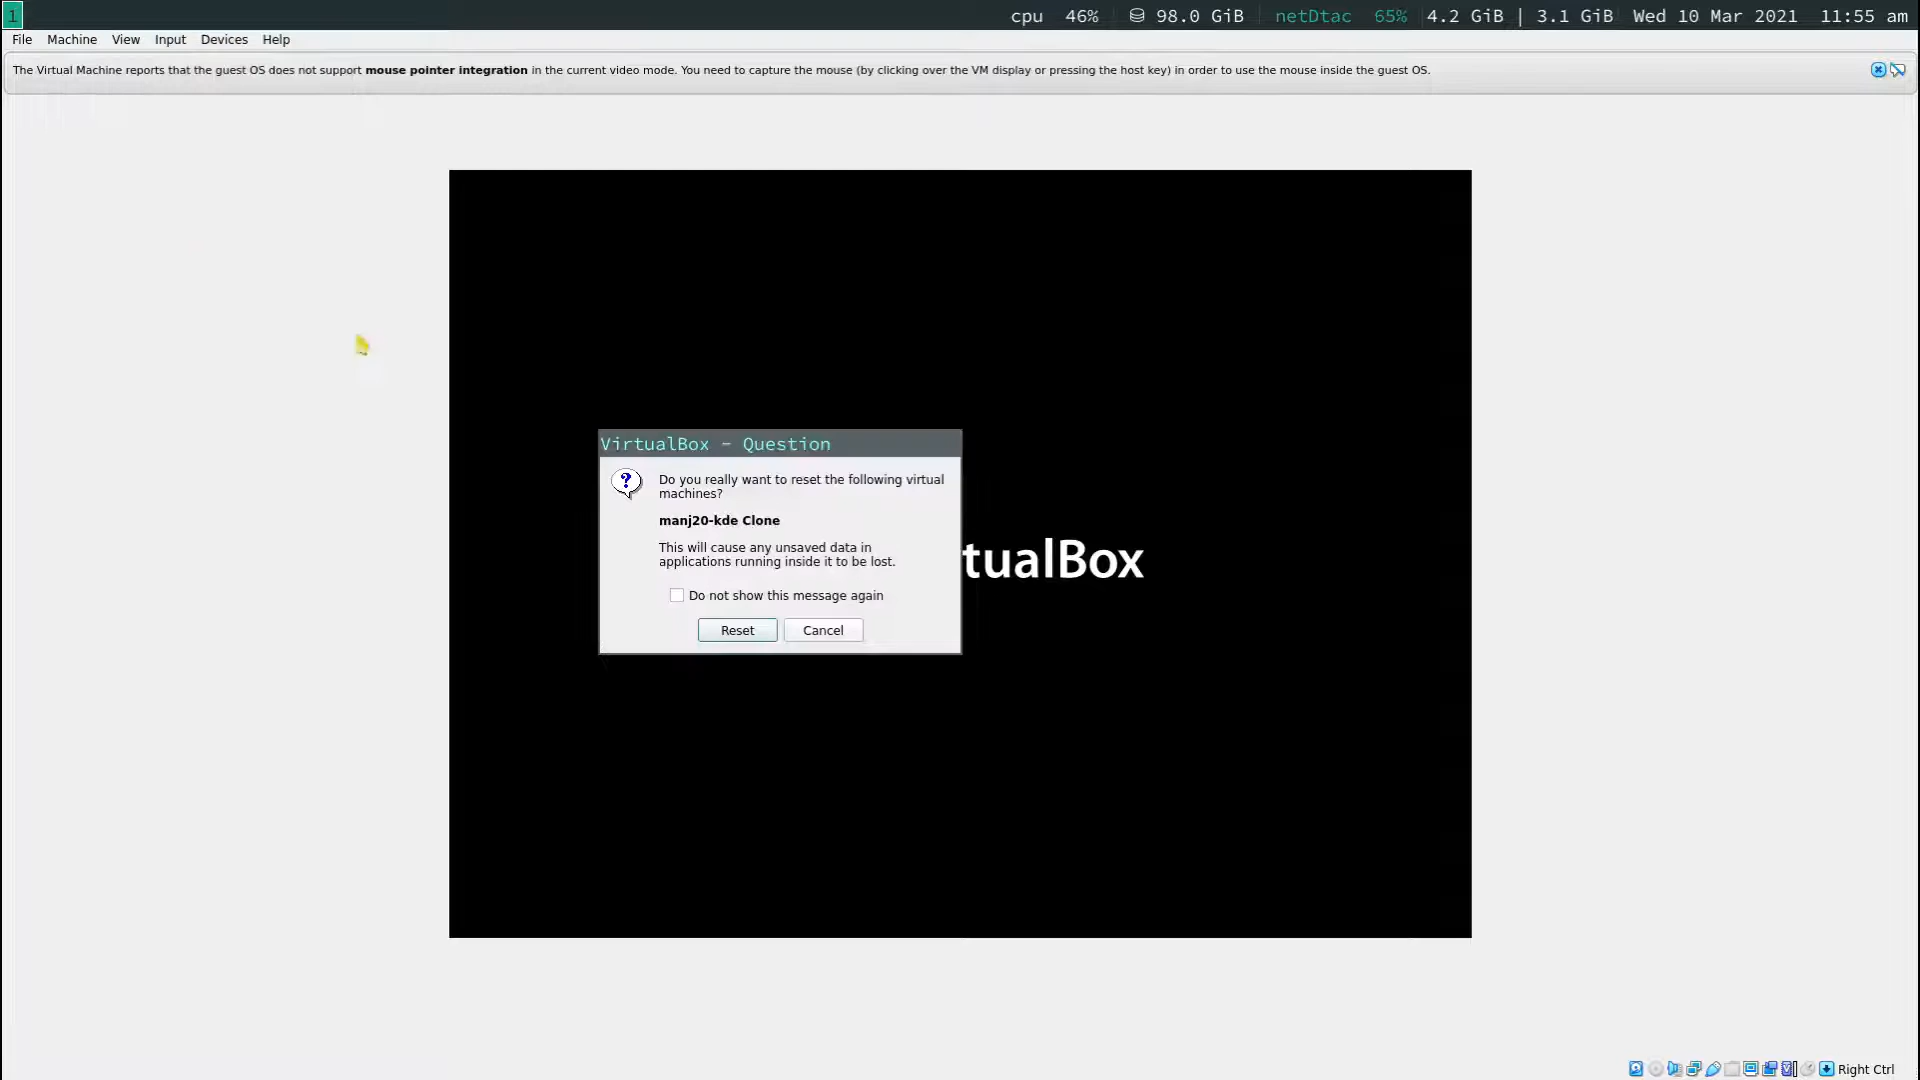 1
cpu 46% 98.0 GiB netDtac 65% 4.2 GiB | 3.1 GiB Wed 10 Mar 2021 11:55 am
File Machine View Input Devices Help
The Virtual Machine reports that the guest OS does not support mouse pointer integration in the current video mode. You need to capture the mouse (by clicking over the VM display or pressing the host key) in order to use the mouse inside the guest OS.
VirtualBox - Question
Do you really want to reset the following virtual
machines?
manj20-kde Clone
This will cause any unsaved data in
applications running inside it to be lost.
tualBox
Do not show this message again
Reset Cancel
Right Ctrl